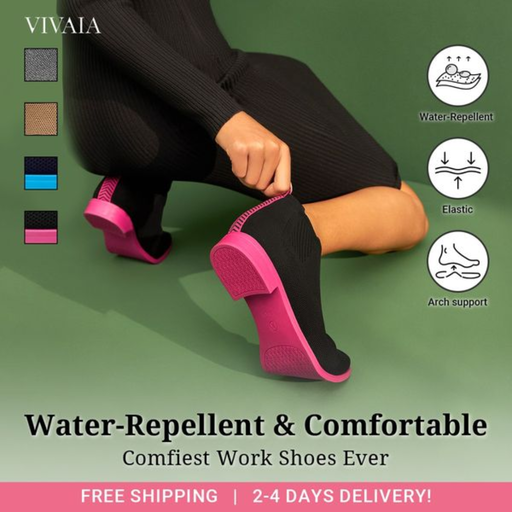 VIVAIA
Water-Repellent
Elastic
Arch support
Water-Repellent & Comfortable
Comfiest Work Shoes Ever
FREE SHIPPING | 2-4 DAYS DELIVERY!